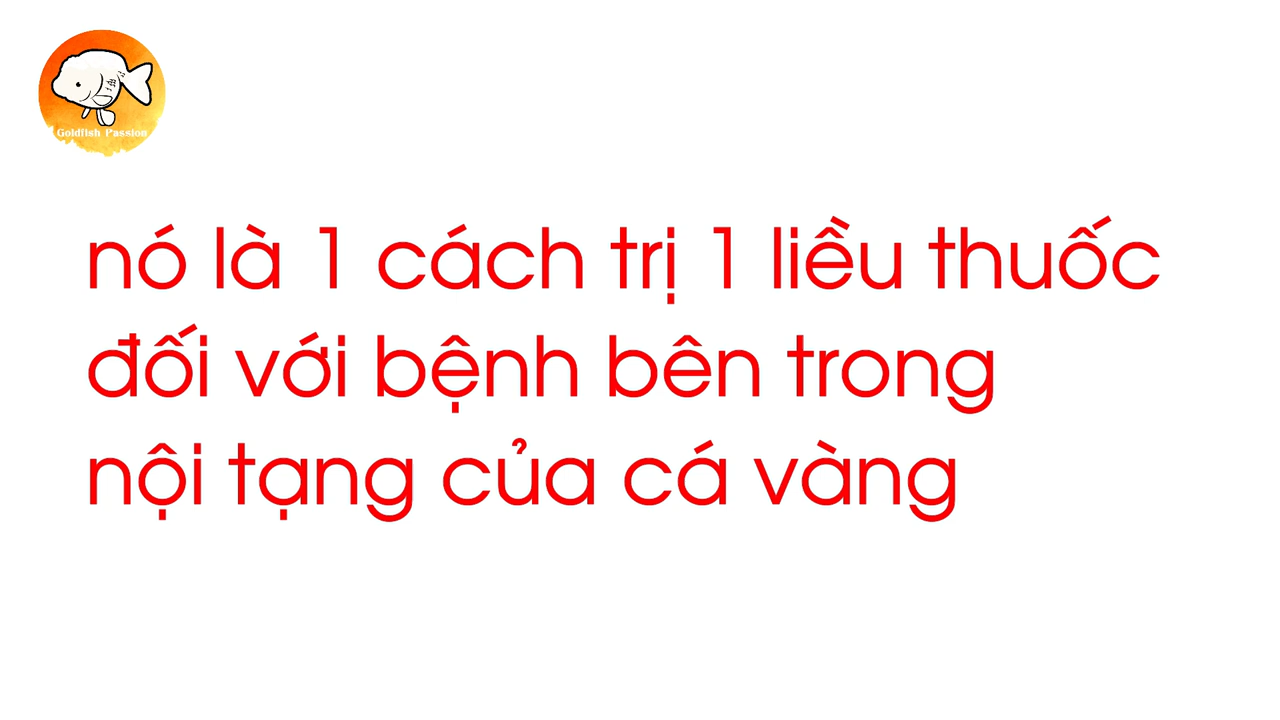 Goldfish Passion
nó là 1 cách trị 1 liều thuốc
đối với bệnh bên trong
nội tạng của cá vàng